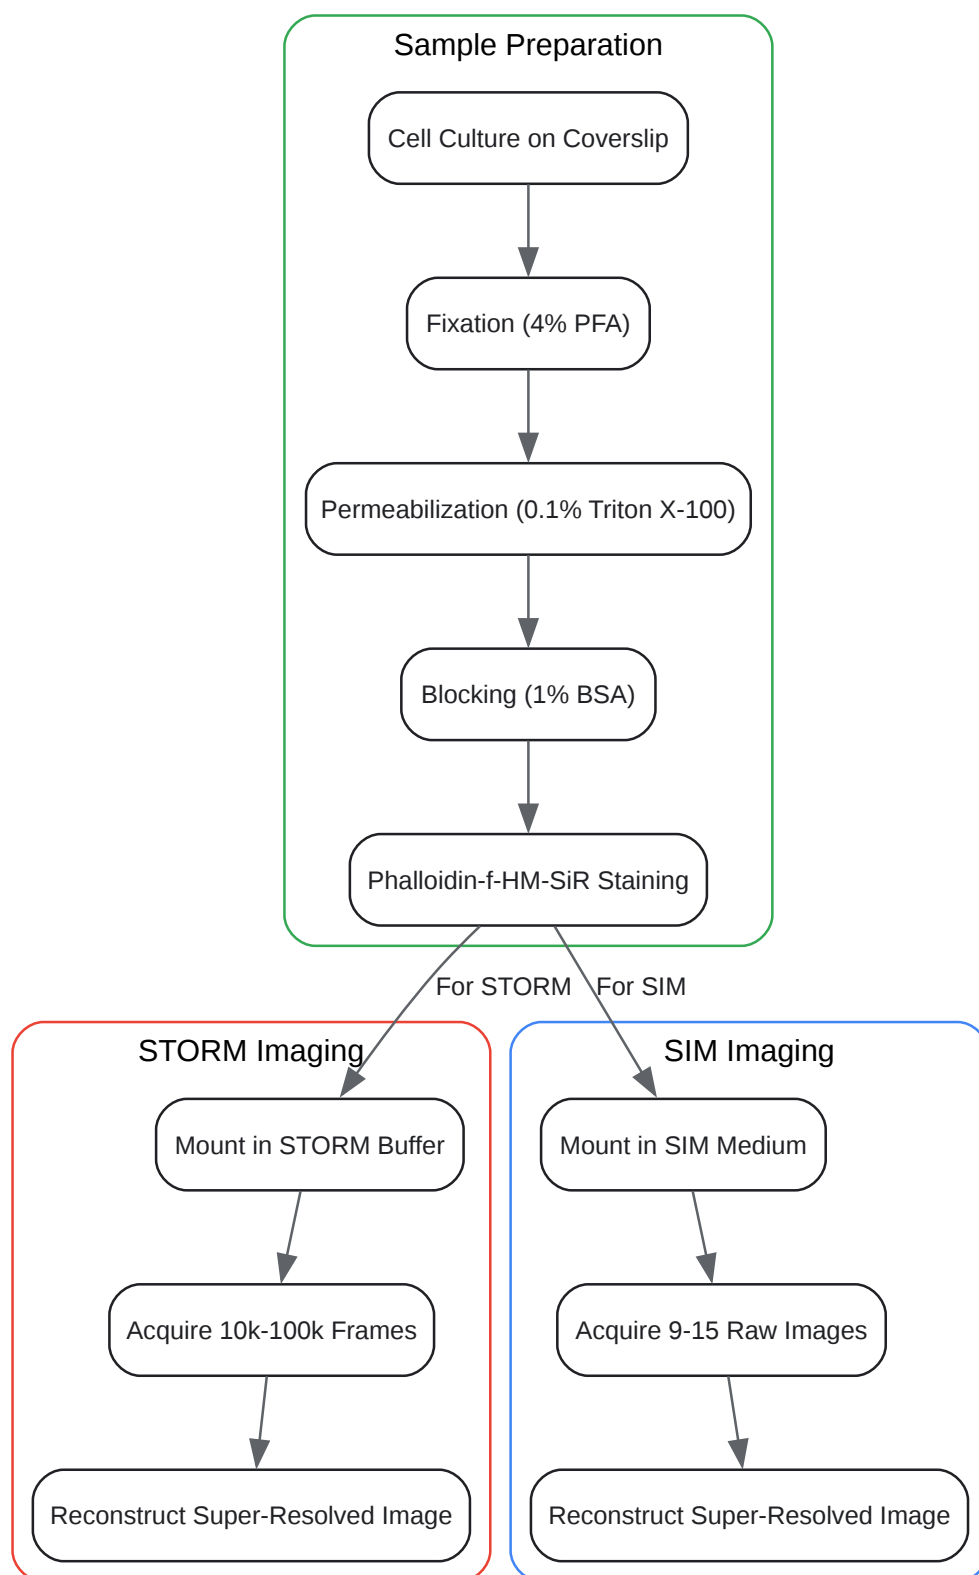 Sample Preparation
Cell Culture on Coverslip
Fixation (4% PFA)
Permeabilization (0.1% Triton X-100)
Blocking (1% BSA)
Phalloidin-f-HM-SiR Staining
For STORM
For SIM
STORM Imaging
Mount in STORM Buffer
Acquire 10k-100k Frames
Reconstruct Super-Resolved Image
SIM Imaging
Mount in SIM Medium
Acquire 9-15 Raw Images
Reconstruct Super-Resolved Image